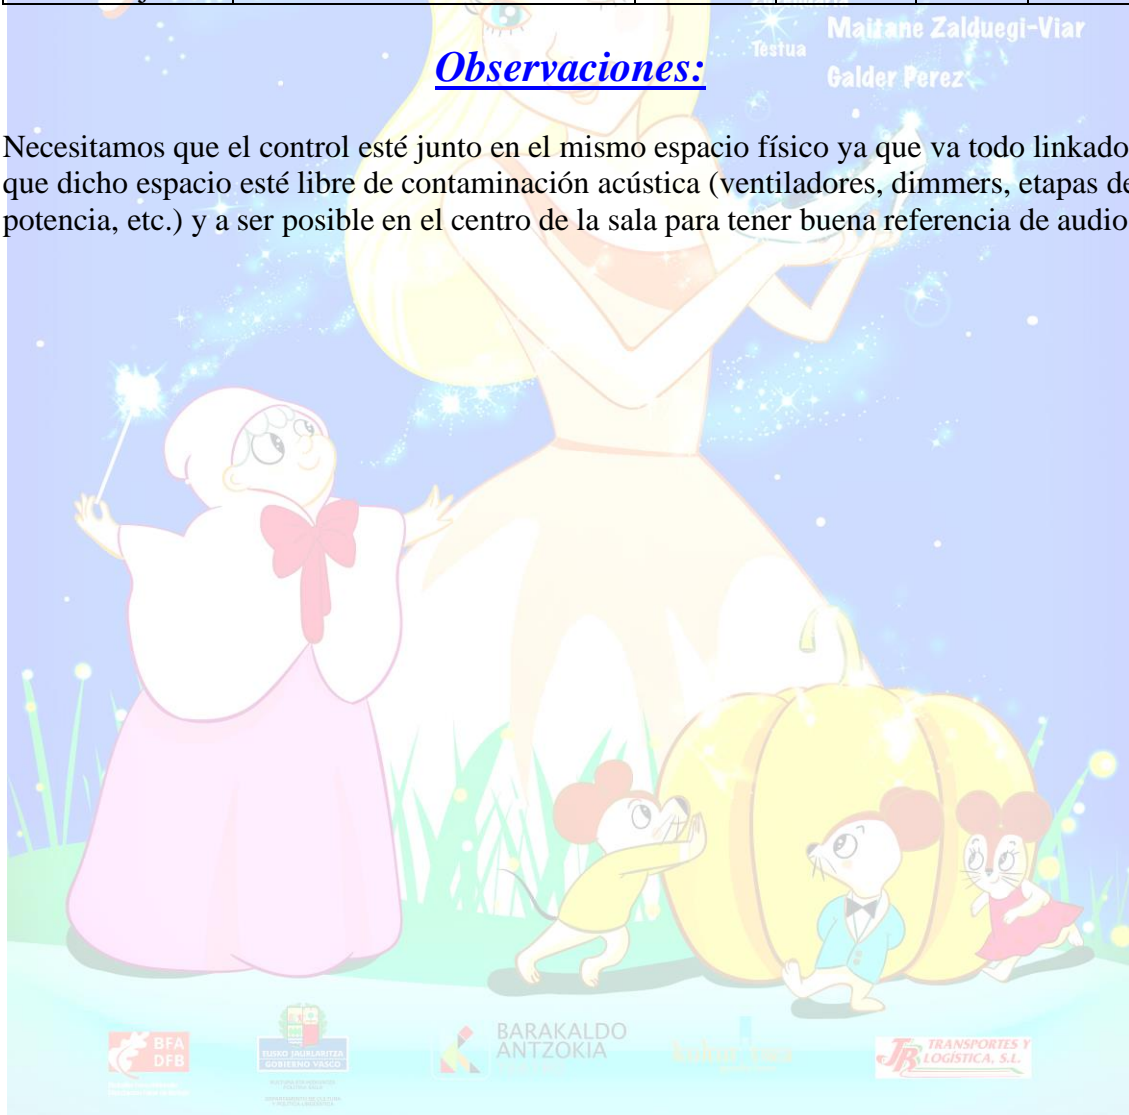 Maitane Zalduegi-Viar
Testua
Galder Perez
Observaciones:
Necesitamos que el control esté junto en el mismo espacio físico ya que va todo linkado
que dicho espacio esté libre de contaminación acústica (ventiladores, dimmers, etapas de
potencia, etc.) y a ser posible en el centro de la sala para tener buena referencia de audio
BFA
DFB
EUSKO JAURLARITZA
GOBIERNO VASCO
BARAKALDO
ANTZOKIA
TRANSPORTES Y
LOGÍSTICA, S.L.